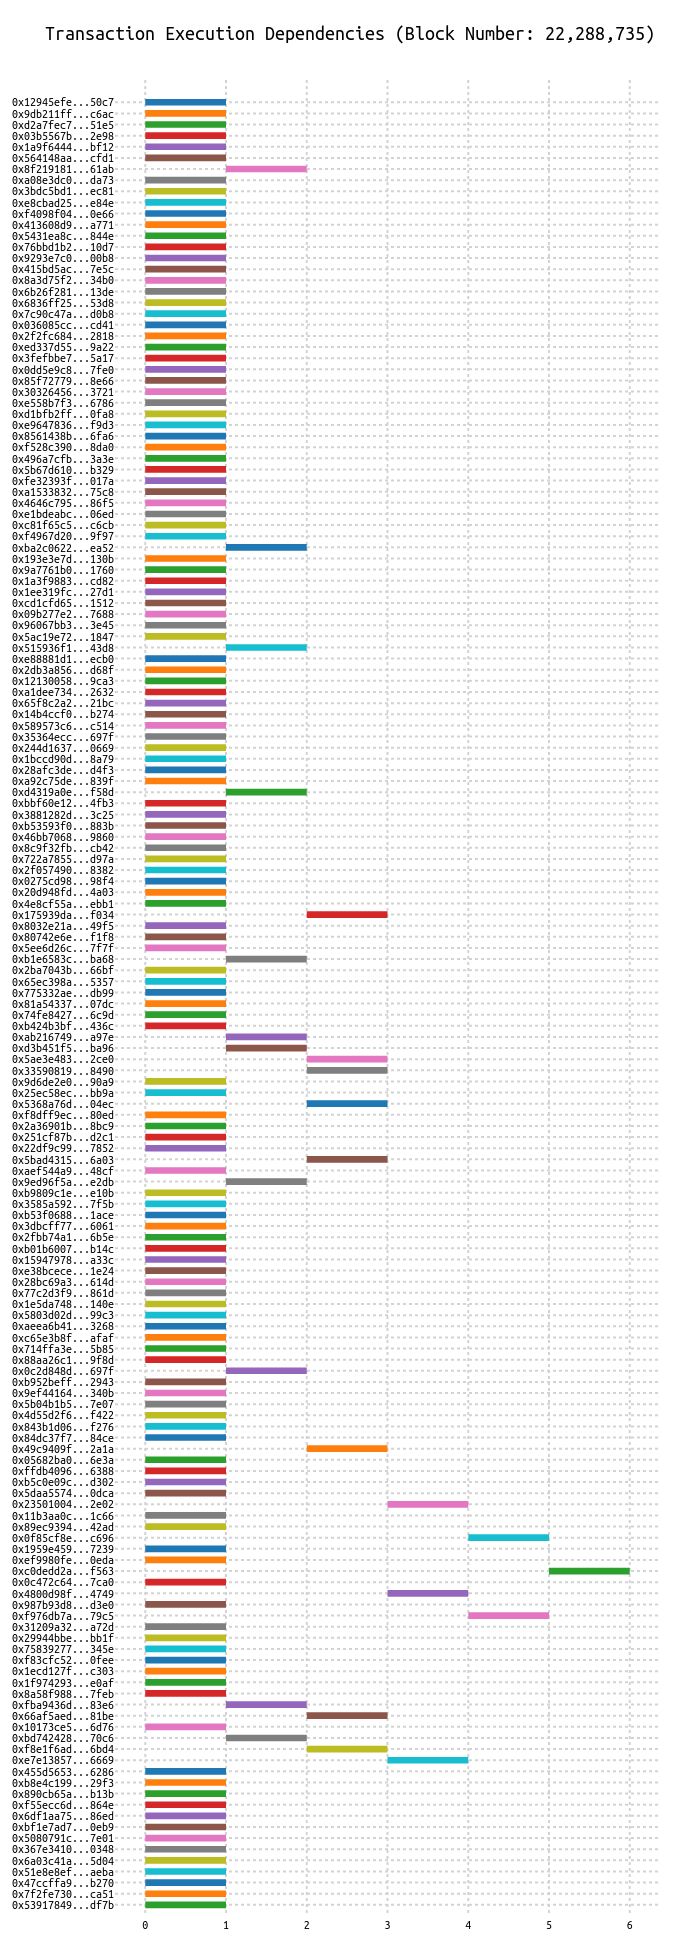 Transaction Execution Dependencies (Block Number: 22,288,735)
0x12945efe...50c7
0x9db211ff...c6ac
0xd2a7fec7...51e5
0x03b5567b...2e98
0x1a9f6444...bf12
0x564148aa...cfd1
0x8f219181...61ab
0xa08e3dc0...da73
0x3bdc5bd1...ec81
0xe8cbad25...e84e
0xf4098f04...0e66
0x413608d9...a771
0x5431ea8c...844e
0x76bbd1b2...10d7
0x9293e7c0...00b8
0x415bd5ac...7e5c
0x8a3d75f2...34b0
0x6b26f281...13de
0x6836ff25...53d8
0x7c90c47a...d0b8
0x036085cc...cd41
0x2f2fc684...2818
0xed337d55...9a22
0x3fefbbe7...5a17
0x0dd5e9c8...7fe0
0x85f72779...8e66
0x30326456...3721
0xe558b7f3...6786
0xd1bfb2ff...0fa8
0xe9647836...f9d3
0x8561438b...6fa6
0xf528c390...8da0
0x496a7cfb...3a3e
0x5b67d610...b329
0xfe32393f...017a
0xa1533832...75c8
0x4646c795...86f5
0xe1bdeabc...06ed
0xc81f65c5...c6cb
0xf4967d20...9f97
0xba2c0622...ea52
0x193e3e7d...130b
0x9a7761b0...1760
0x1a3f9883...cd82
0x1ee319fc...27d1
0xcd1cfd65...1512
0x09b277e2...7688
0x96067bb3...3e45
0x5ac19e72...1847
0x515936f1...43d8
0xe88881d1...ecb0
0x2db3a856...d68f
0x12130058...9ca3
0xa1dee734...2632
0x65f8c2a2...21bc
0x14b4ccf0...b274
0x589573c6...c514
0x35364ecc...697f
0x244d1637...0669
0x1bccd90d...8a79
0x28afc3de...d4f3
0xa92c75de...839f
0xd4319a0e...f58d
0xbbf60e12...4fb3
0x3881282d...3c25
0xb53593f0...883b
0x46bb7068...9860
0x8c9f32fb...cb42
0x722a7855...d97a
0x2f057490...8382
0x0275cd98...98f4
0x20d948fd...4a03
0x4e8cf55a...ebb1
0x175939da...f034
0x8032e21a...49f5
0x80742e6e...f1f8
0x5ee6d26c...7f7f
0xb1e6583c...ba68
0x2ba7043b...66bf
0x65ec398a...5357
0x775332ae...db99
0x81a54337...07dc
0x74fe8427...6c9d
0xb424b3bf...436c
0xab216749...a97e
0xd3b451f5...ba96
0x5ae3e483...2ce0
0x33590819...8490
0x9d6de2e0...90a9
0x25ec58ec...bb9a
0x5368a76d...04ec
0xf8dff9ec...80ed
0x2a36901b...8bc9
0x251cf87b...d2c1
0x22df9c99...7852
0x5bad4315...6a03
0xaef544a9...48cf
0x9ed96f5a...e2db
0xb9809c1e...e10b
0x3585a592...7f5b
0xb53f0688...1ace
0x3dbcff77...6061
0x2fbb74a1...6b5e
0xb01b6007...b14c
0x15947978...a33c
0xe38bcece...1e24
0x28bc69a3...614d
0x77c2d3f9...861d
0x1e5da748...140e
0x5803d02d...99c3
0xaeea6b41...3268
0xc65e3b8f...afaf
0x714ffa3e...5b85
0x88aa26c1...9f8d
0x0c2d848d...697f
0xb952beff...2943
0x9ef44164...340b
0x5b04b1b5...7e07
0x4d55d2f6...f422
0x843b1d06...f276
0x84dc37f7...84ce
0x49c9409f...2a1a
0x05682ba0...6e3a
0xffdb4096...6388
0xb5c0e09c...d302
0x5daa5574...0dca
0x23501004...2e02
0x11b3aa0c...1c66
0x89ec9394...42ad
0x0f85cf8e...c696
0x1959e459...7239
0xef9980fe...0eda
0xc0dedd2a...f563
0x0c472c64...7ca0
0x4800d98f...4749
0x987b93d8...d3e0
0xf976db7a...79c5
0x31209a32...a72d
0x29944bbe...bb1f
0x75839277...345e
0xf83cfc52...0fee
0x1ecd127f...c303
0x1f974293...e0af
0x8a58f988...7feb
0xfba9436d...83e6
0x66af5aed...81be
0x10173ce5...6d76
0xbd742428...70c6
0xf8e1f6ad...6bd4
0xe7e13857...6669
0x455d5653...6286
0xb8e4c199...29f3
0x890cb65a...b13b
0xf55ecc6d...864e
0x6df1aa75...86ed
0xbf1e7ad7...0eb9
0x5080791c...7e01
0x367e3410...0348
0x6a03c41a...5d04
0x51e8e8ef...aeba
0x47ccffa9...b270
0x7f2fe730...ca51
0x53917849...df7b
0 1 2 3 4 5 6